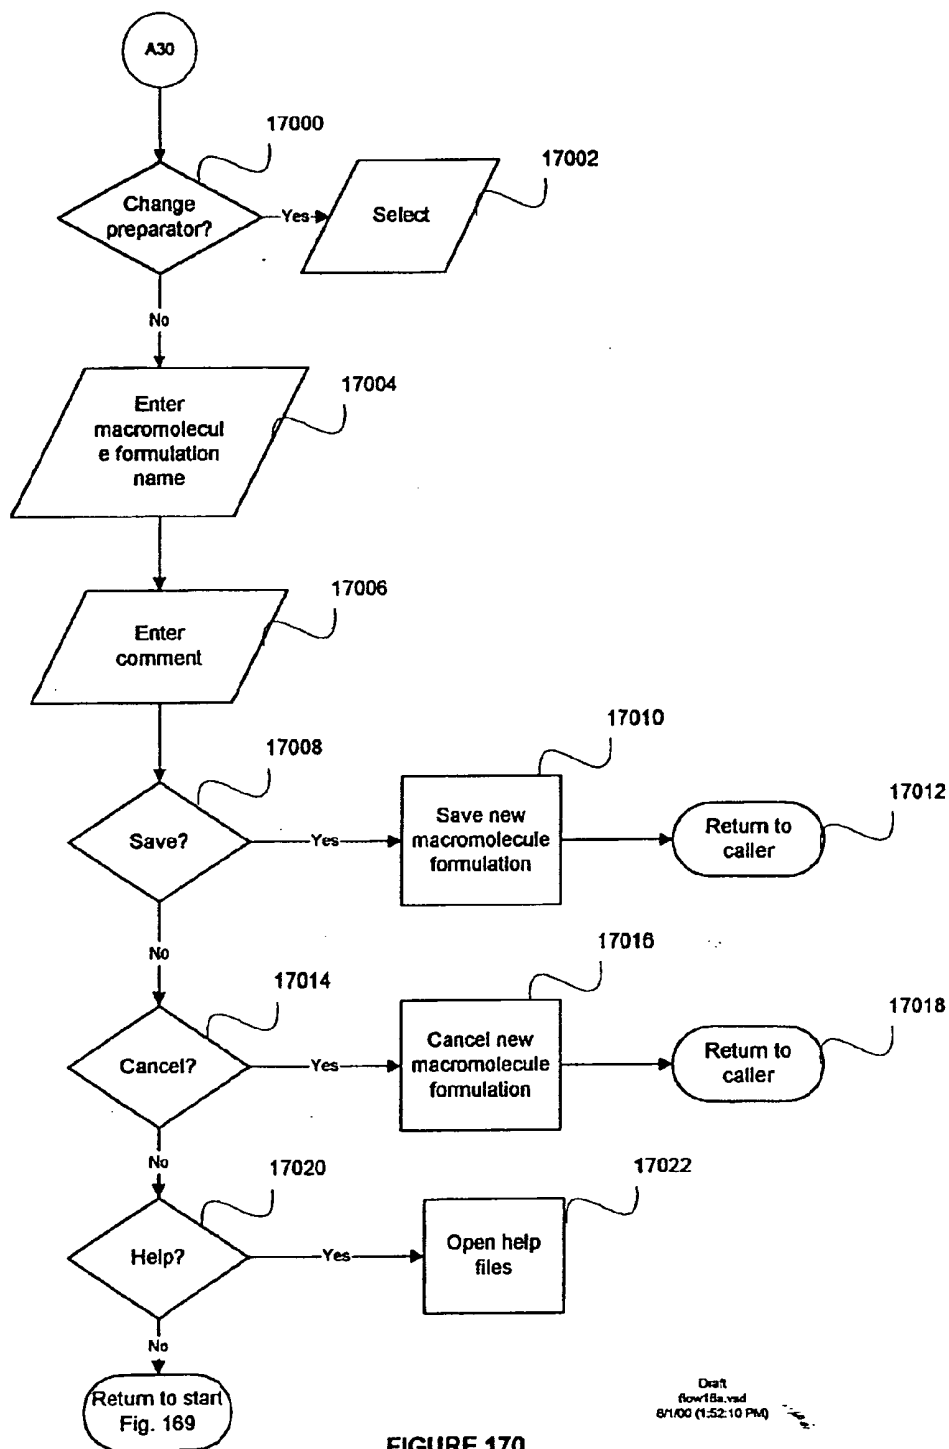 A30
17000
Change
preparator?
Yes
17002
Select
No
17004
Enter
macromolecul
e formulation
name
17006
Enter
comment
17008
Save?
Yes
17010
Save new
macromolecule
formulation
17012
Return to
caller
No
17014
Cancel?
Yes
17016
Cancel new
macromolecule
formulation
17018
Return to
caller
No
17020
Help?
Yes
17022
Open help
files
No
Return to start
Fig. 169
Draft
flow16a.vsd
8/1/00 (1:52:10 PM)
FIGURE 170